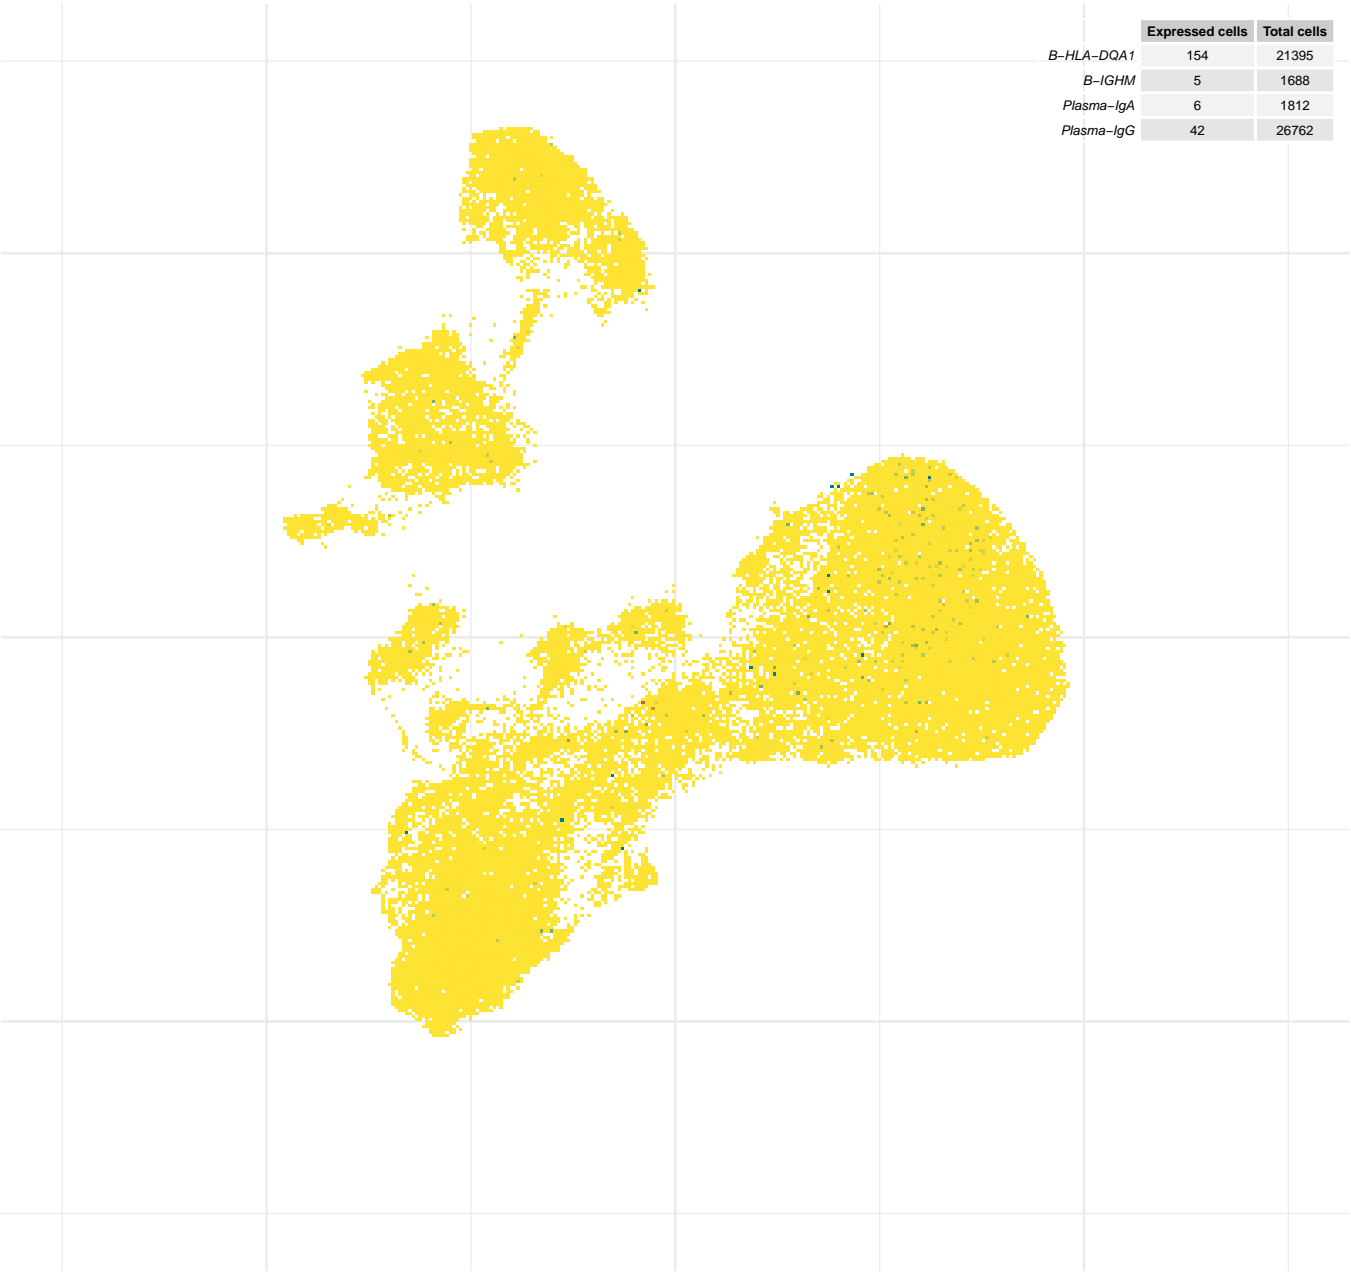 Expressed cells Total cells
B−HLA−DQA1 154 21395
B−IGHM 5 1688
Plasma−IgA 6 1812
Plasma−IgG 42 26762